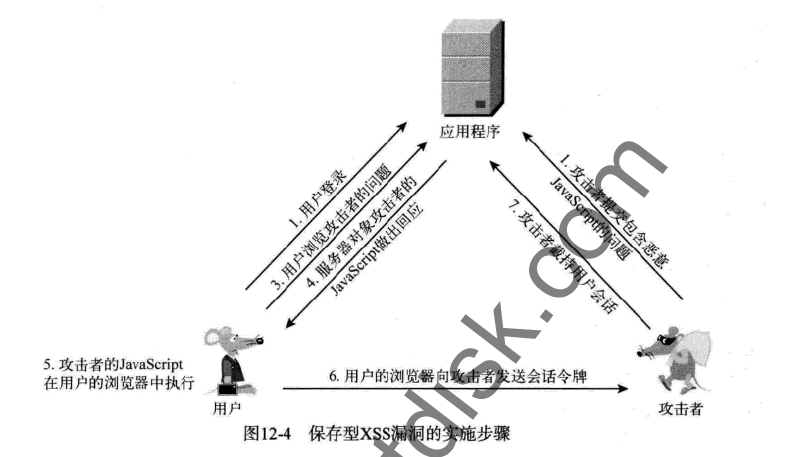 应用程序
1. 用户登录
3. 用户浏览攻击者的问题
4. 服务器对象攻击者的
JavaScript做出回应
1. 攻击者提交包含恶意
JavaScript的问题
7. 攻击者截持用户会话
5. 攻击者的JavaScript
在用户的浏览器中执行
6. 用户的浏览器向攻击者发送会话令牌
用户
攻击者
图12-4 保存型XSS漏洞的实施步骤